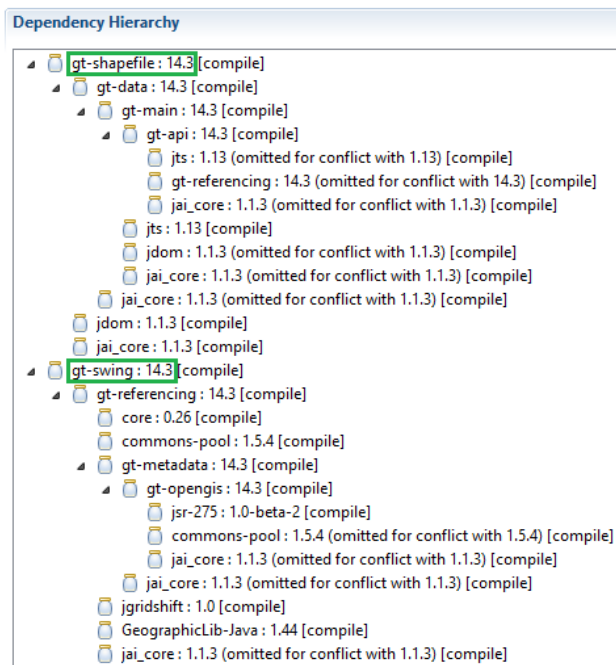 Dependency Hierarchy
gt-shapefile : 14.3 [compile]
gt-data : 14.3 [compile]
gt-main : 14.3 [compile]
gt-api : 14.3 [compile]
jts : 1.13 (omitted for conflict with 1.13) [compile]
gt-referencing : 14.3 (omitted for conflict with 14.3) [compile]
jai_core : 1.1.3 (omitted for conflict with 1.1.3) [compile]
jts : 1.13 [compile]
jdom : 1.1.3 (omitted for conflict with 1.1.3) [compile]
jai_core : 1.1.3 (omitted for conflict with 1.1.3) [compile]
jai_core : 1.1.3 (omitted for conflict with 1.1.3) [compile]
jdom : 1.1.3 [compile]
jai_core : 1.1.3 [compile]
gt-swing : 14.3 [compile]
gt-referencing : 14.3 [compile]
core : 0.26 [compile]
commons-pool : 1.5.4 [compile]
gt-metadata : 14.3 [compile]
gt-opengis : 14.3 [compile]
jsr-275 : 1.0-beta-2 [compile]
commons-pool : 1.5.4 (omitted for conflict with 1.5.4) [compile]
jai_core : 1.1.3 (omitted for conflict with 1.1.3) [compile]
jai_core : 1.1.3 (omitted for conflict with 1.1.3) [compile]
jgridshift : 1.0 [compile]
GeographicLib-Java : 1.44 [compile]
jai_core : 1.1.3 (omitted for conflict with 1.1.3) [compile]